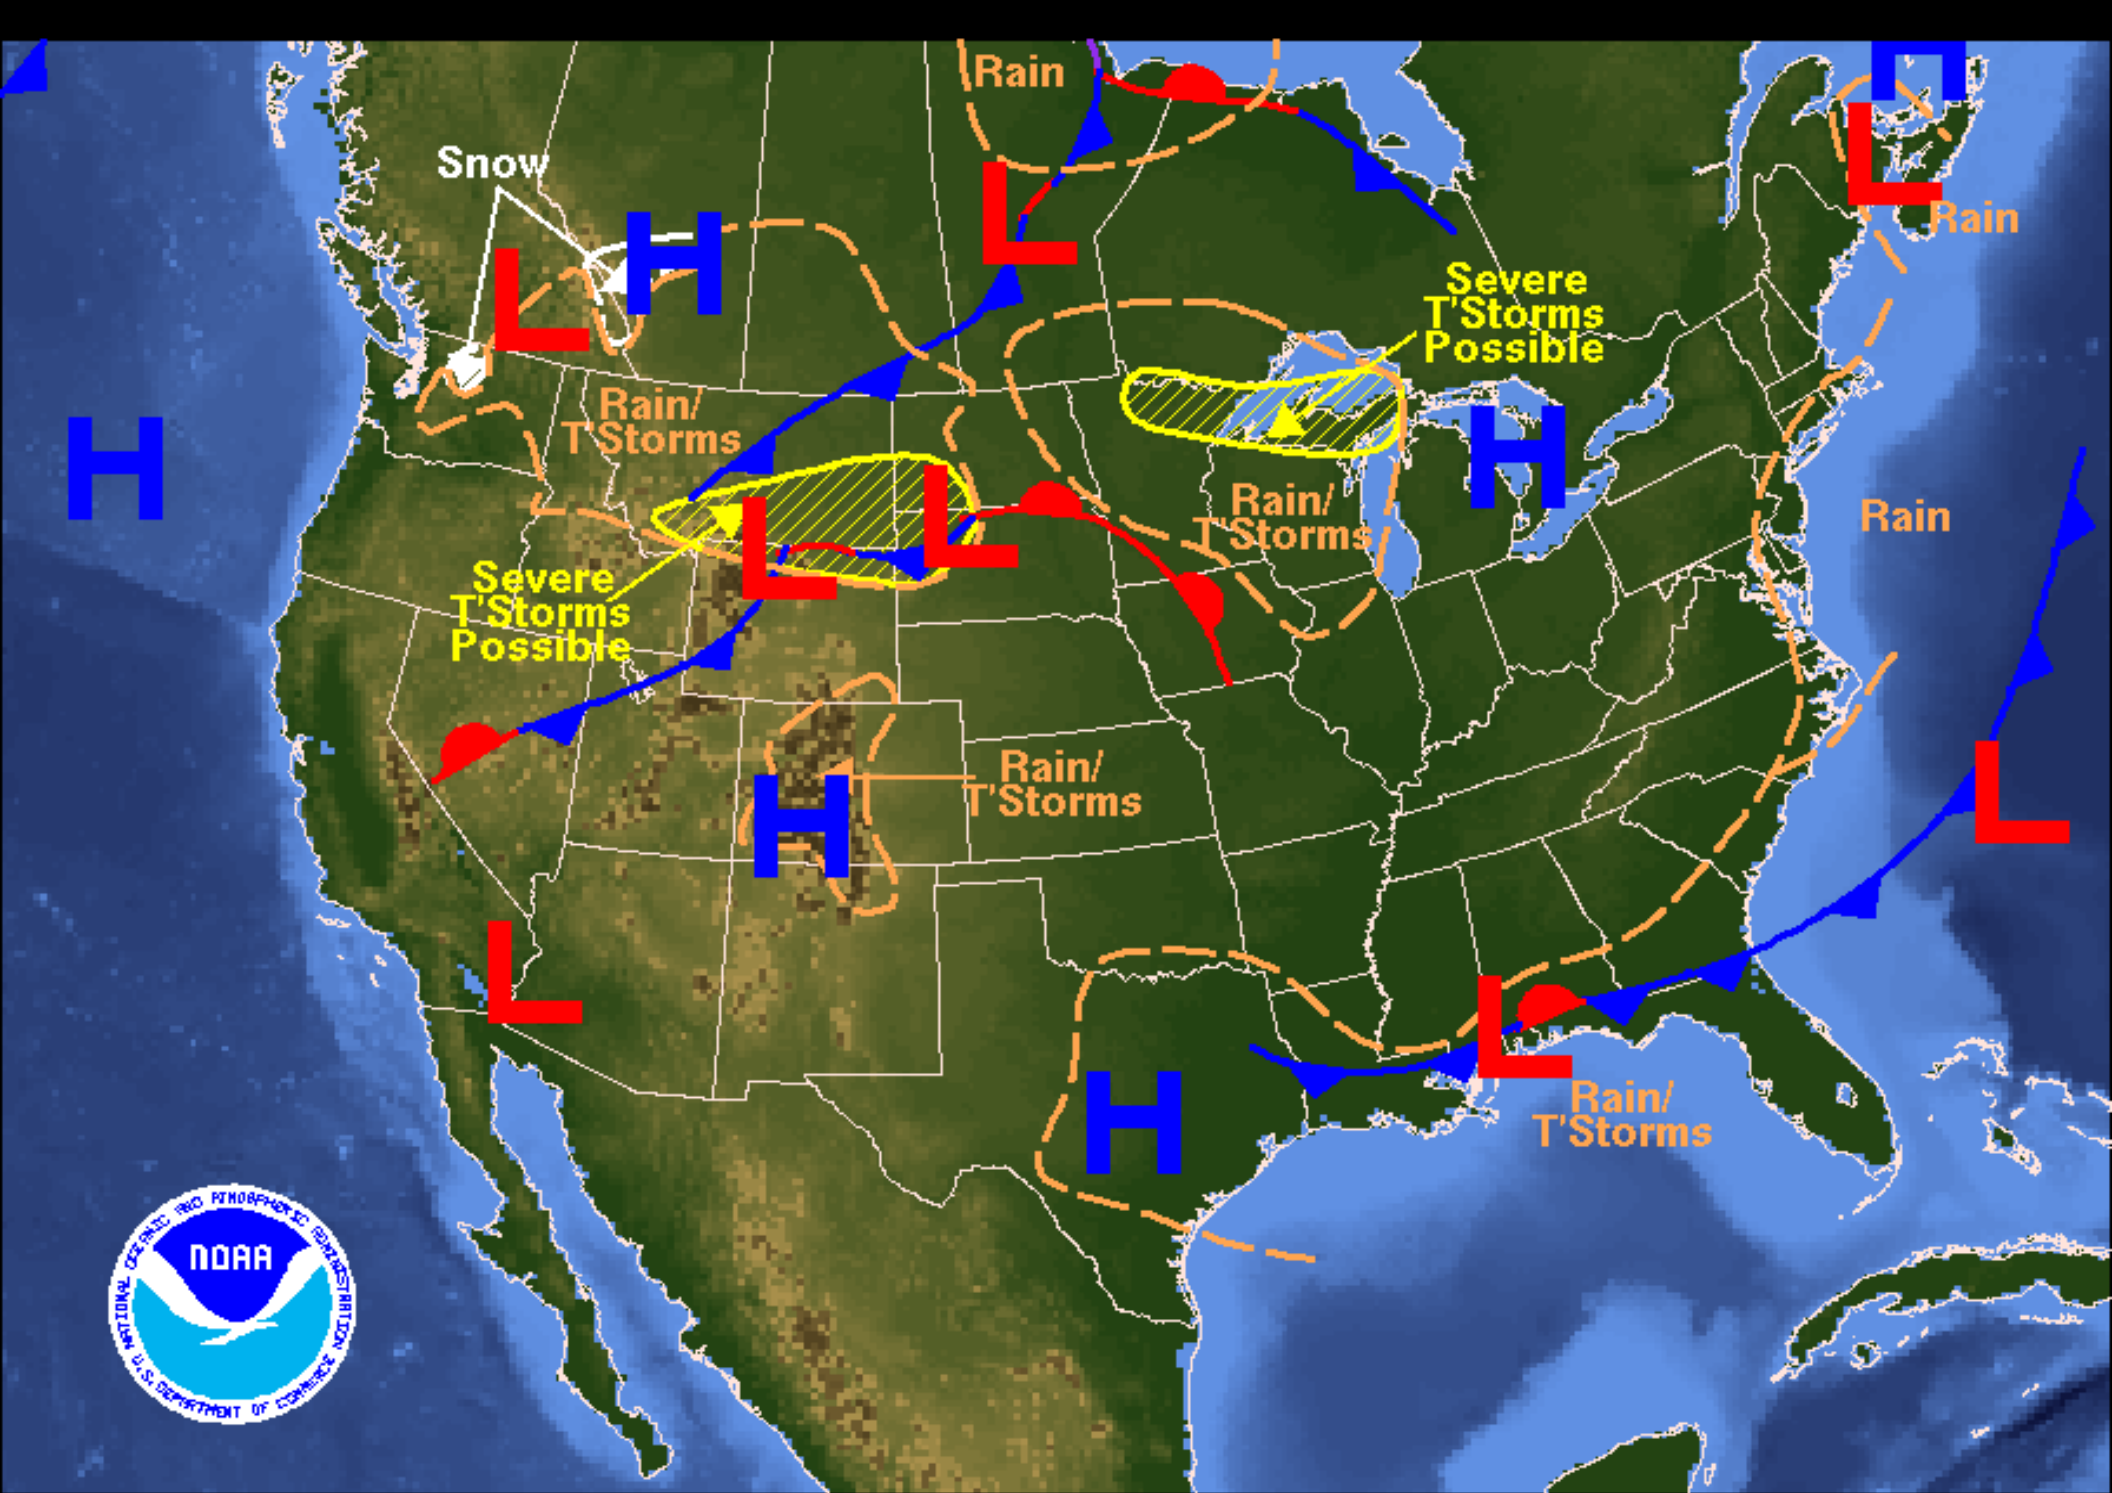 H
Rain
L
Snow
H
L
L
Rain
Severe
T'Storms
Possible
H
Rain/
T'Storms
H
L
Rain/
T'Storms
Rain
L
Severe
T'Storms
Possible
L
Rain/
T'Storms
H
L
L
L
H
Rain/
T'Storms
NOAA
NATIONAL OCEANIC AND ATMOSPHERIC ADMINISTRATION
U.S. DEPARTMENT OF COMMERCE